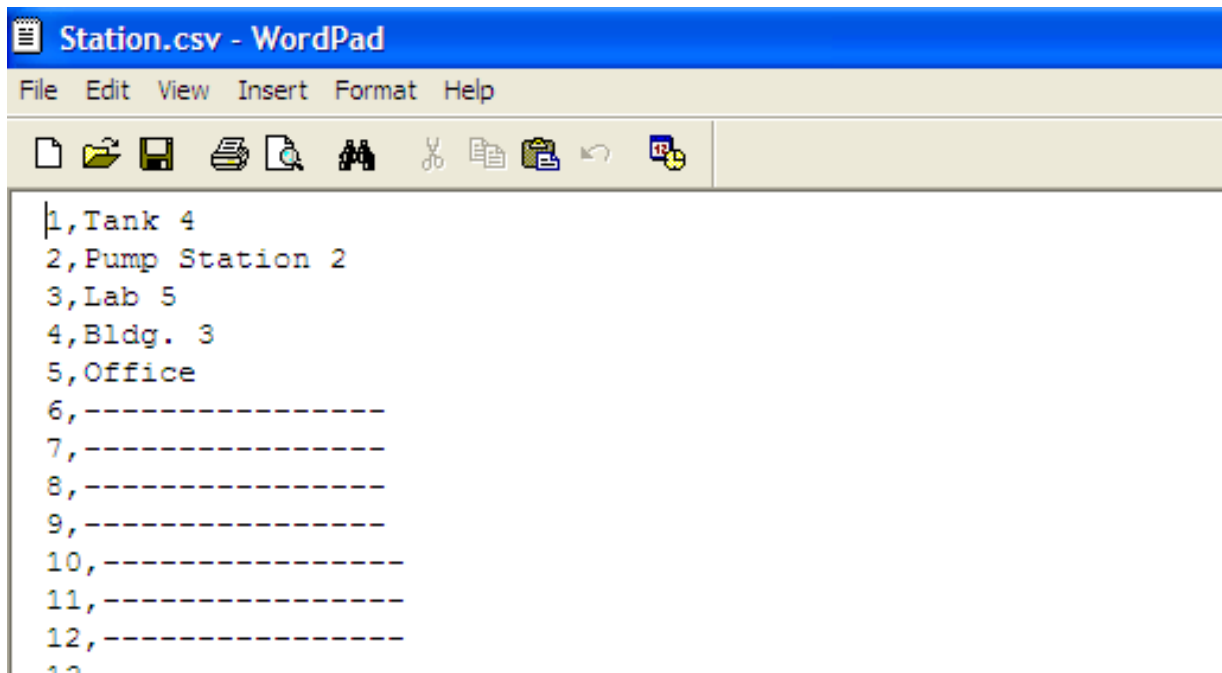 Station.csv - WordPad
File Edit View Insert Format Help
1,Tank 4
2,Pump Station 2
3,Lab 5
4,Bldg. 3
5,Office
6,----------------
7,----------------
8,----------------
9,----------------
10,----------------
11,----------------
12,----------------